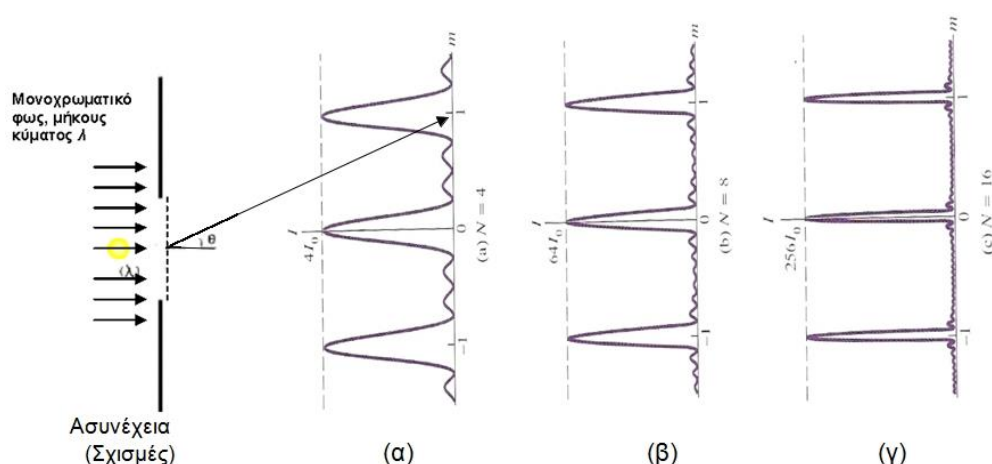 Μονοχρωματικό
φως, μήκους
κύματος λ
(λ)
θ
Ασυνέχεια
(Σχισμές)
m
1
0
-1
I
4I₀
(a) N = 4
(α)
m
1
0
-1
64I₀
(b) N = 8
(β)
m
1
0
-1
I
256I₀
(c) N = 16
(γ)